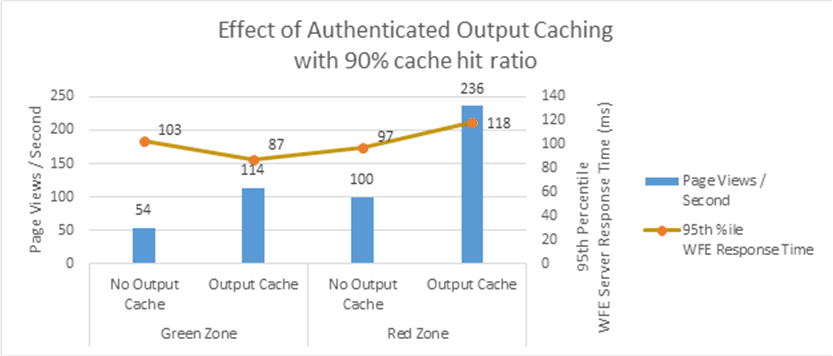 Effect of Authenticated Output Caching
with 90% cache hit ratio
Page Views / Second
250
200
150
100
50
0
54
114
100
236
103
87
97
118
140
120
100
80
60
40
20
0
95th Percentile
WFE Server Response Time (ms)
No Output
Cache
Output Cache
No Output
Cache
Output Cache
Green Zone
Red Zone
Page Views /
Second
95th %ile
WFE Response Time